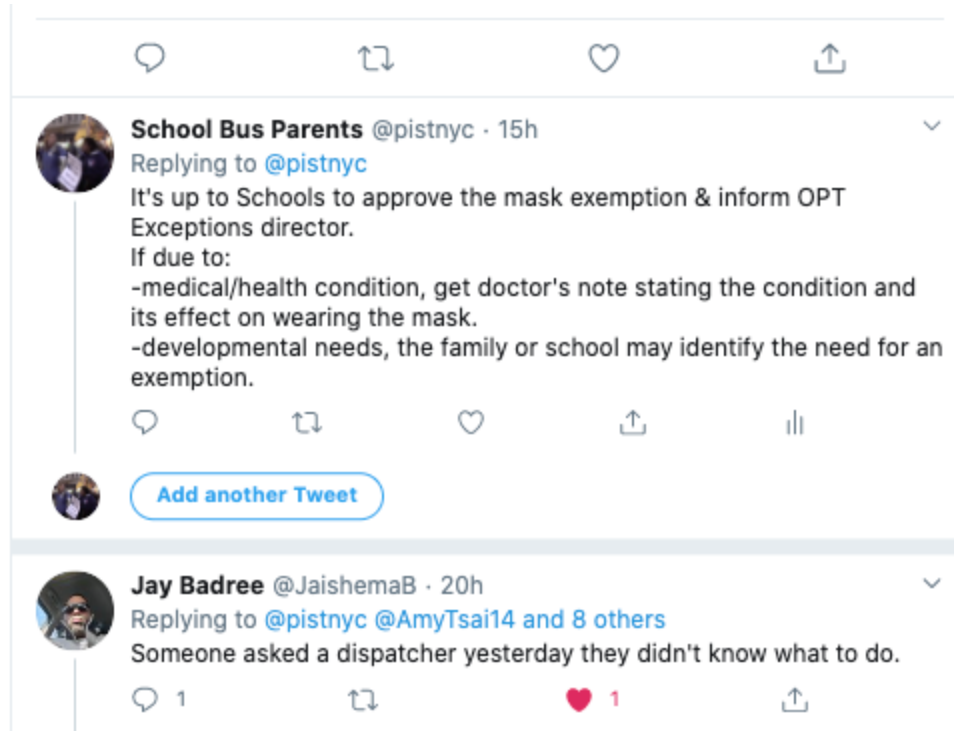 School Bus Parents @pistnyc · 15h
Replying to @pistnyc
It's up to Schools to approve the mask exemption & inform OPT
Exceptions director.
If due to:
-medical/health condition, get doctor's note stating the condition and
its effect on wearing the mask.
-developmental needs, the family or school may identify the need for an
exemption.
Add another Tweet
Jay Badree @JaishemaB · 20h
Replying to @pistnyc @AmyTsai14 and 8 others
Someone asked a dispatcher yesterday they didn't know what to do.
1 1